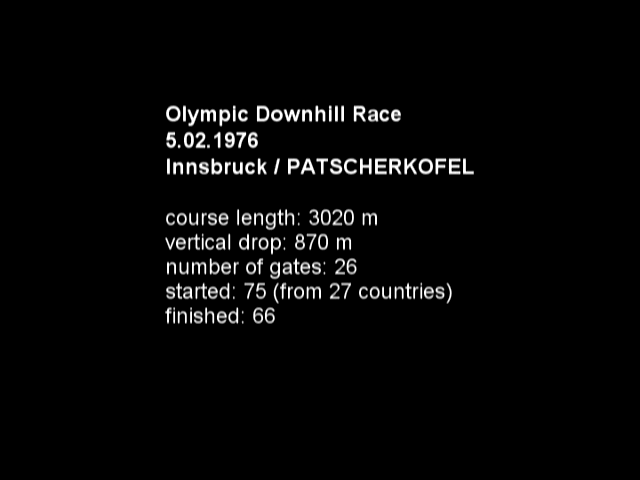 Olympic Downhill Race
5.02.1976
Innsbruck / PATSCHERKOFEL
course length: 3020 m
vertical drop: 870 m
number of gates: 26
started: 75 (from 27 countries)
finished: 66